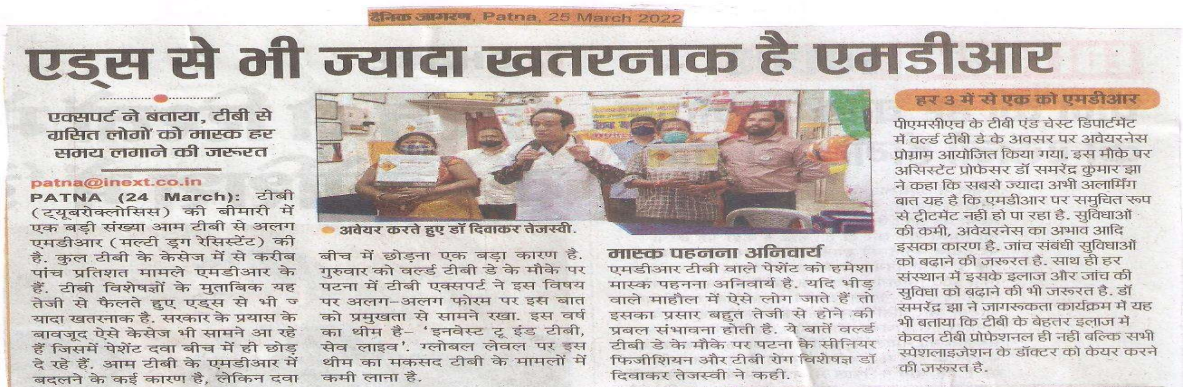 दैनिक जागरण, Patna, 25 March 2022
एड्स से भी ज्यादा खतरनाक है एमडीआर
एक्सपर्ट ने बताया, टीबी से
ग्रसित लोगों को मास्क हर
समय लगाने की जरूरत
patna@inext.co.in
PATNA (24 March): टीबी
(ट्यूबरोक्लोसिस) की बीमारी में
एक बड़ी संख्या आम टीबी से अलग
एमडीआर (मल्टी ड्रग रेसिस्टेंट) की
है. कुल टीबी के केसेज में से करीब
पांच प्रतिशत मामले एमडीआर के
हैं. टीबी विशेषज्ञों के मुताबिक यह
तेजी से फैलते हुए एड्स से भी ज
यादा खतरनाक है. सरकार के प्रयास के
बावजूद ऐसे केसेज भी सामने आ रहे
हैं जिसमें पेशेंट दवा बीच में ही छोड़
दे रहे हैं. आम टीबी के एमडीआर में
बदलने के कई कारण है, लेकिन दवा
अवेयर करते हुए डॉ दिवाकर तेजस्वी.
बीच में छोड़ना एक बड़ा कारण है.
गुरुवार को वर्ल्ड टीबी डे के मौके पर
पटना में टीबी एक्सपर्ट ने इस विषय
पर अलग-अलग फोरम पर इस बात
को प्रमुखता से सामने रखा. इस वर्ष
का थीम है- 'इनवेस्ट टू इंड टीबी,
सेव लाइव'. ग्लोबल लेवल पर इस
थीम का मकसद टीबी के मामलों में
कमी लाना है.
मास्क पहनना अनिवार्य
एमडीआर टीबी वाले पेशेंट को हमेशा
मास्क पहनना अनिवार्य है. यदि भीड़
वाले माहौल में ऐसे लोग जाते हैं तो
इसका प्रसार बहुत तेजी से होने की
प्रबल संभावना होती है. ये बातें वर्ल्ड
टीबी डे के मौके पर पटना के सीनियर
फिजीशियन और टीबी रोग विशेषज्ञ डॉ
दिवाकर तेजस्वी ने कही.
हर 3 में से एक को एमडीआर
पीएमसीएच के टीबी एंड चेस्ट डिपार्टमेंट
में वर्ल्ड टीबी डे के अवसर पर अवेयरनेस
प्रोग्राम आयोजित किया गया. इस मौके पर
असिस्टेंट प्रोफेसर डॉ समरेंद्र कुमार झा
ने कहा कि सबसे ज्यादा अभी अलार्मिंग
बात यह है कि एमडीआर पर समुचित रूप
से ट्रीटमेंट नही हो पा रहा है. सुविधाओं
की कमी, अवेयरनेस का अभाव आदि
इसका कारण है. जांच संबंधी सुविधाओं
को बढाने की जरूरत है. साथ ही हर
संस्थान में इसके इलाज और जांच की
सुविधा को बढाने की भी जरूरत है. डॉ
समरेंद्र झा ने जागरूकता कार्यक्रम में यह
भी बताया कि टीबी के बेहतर इलाज में
केवल टीबी प्रोफेशनल ही नही बल्कि सभी
स्पेशलाइजेशन के डॉक्टर को केयर करने
की जरूरत है.